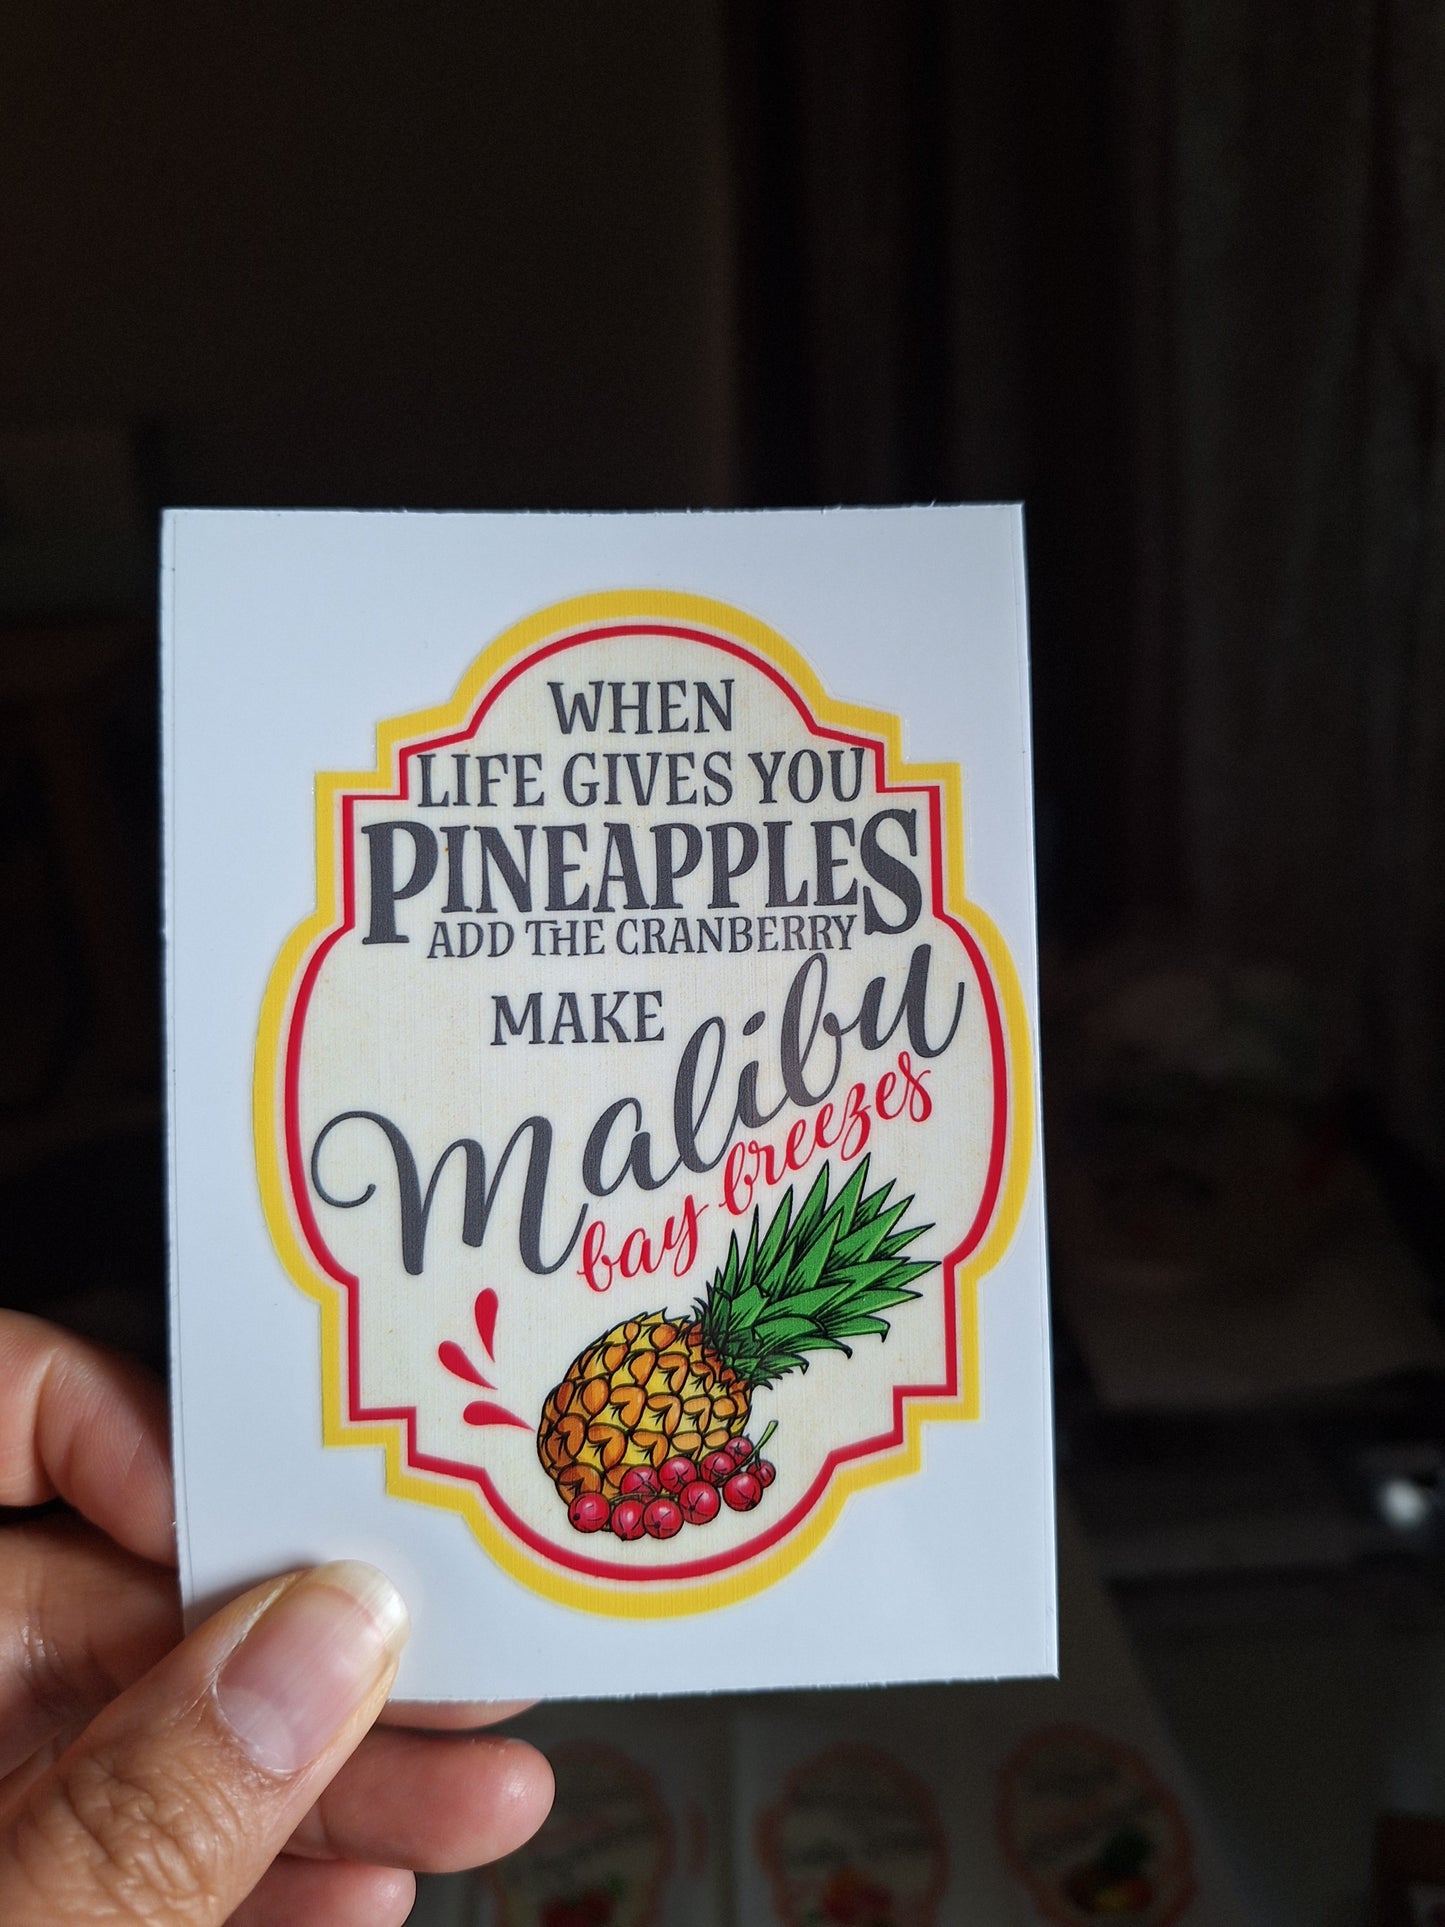 WHEN
LIFE GIVES YOU
PINEAPPLES
ADD THE CRANBERRY
MAKE
Malibu
bay breezes